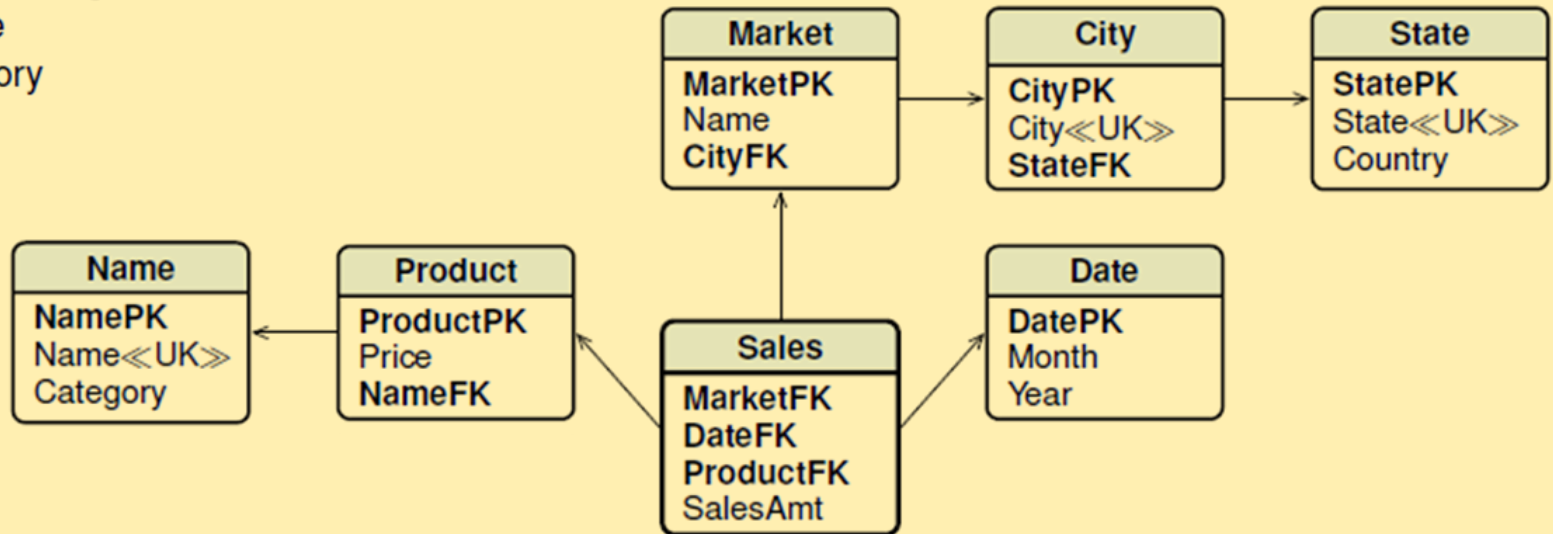 Market
MarketPK
Name
CityFK
City
CityPK
City≪UK≫
StateFK
State
StatePK
State≪UK≫
Country
Name
NamePK
Name≪UK≫
Category
Product
ProductPK
Price
NameFK
Sales
MarketFK
DateFK
ProductFK
SalesAmt
Date
DatePK
Month
Year